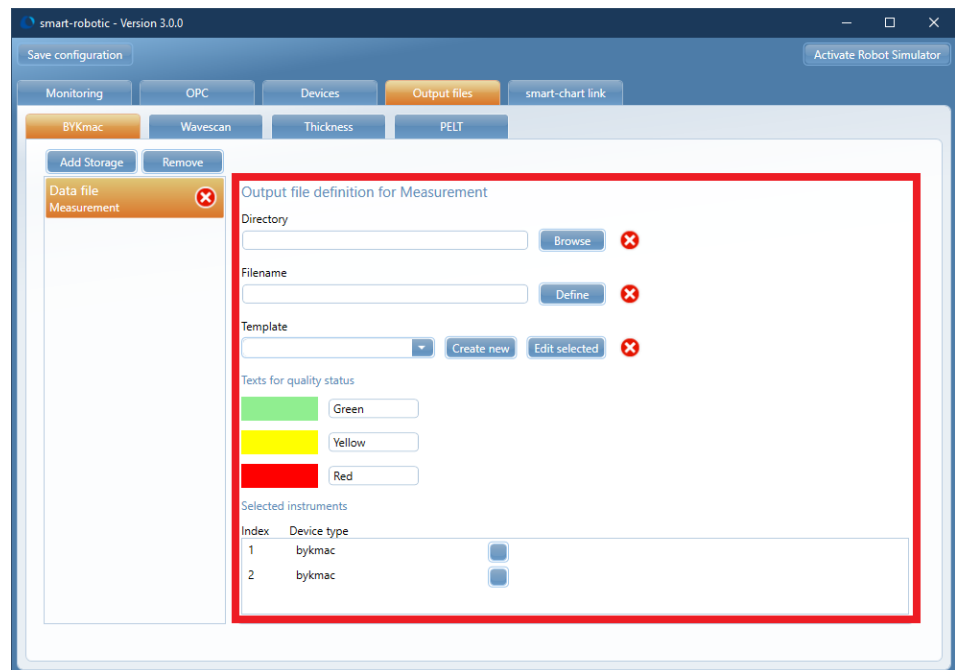 smart-robotic - Version 3.0.0
Save configuration
Activate Robot Simulator
Monitoring
OPC
Devices
Output files
smart-chart link
BYKmac
Wavescan
Thickness
PELT
Add Storage
Remove
Data file
Measurement
Output file definition for Measurement
Directory
Browse
Filename
Define
Template
Create new
Edit selected
Texts for quality status
Green
Yellow
Red
Selected instruments
Index Device type
1 bykmac
2 bykmac